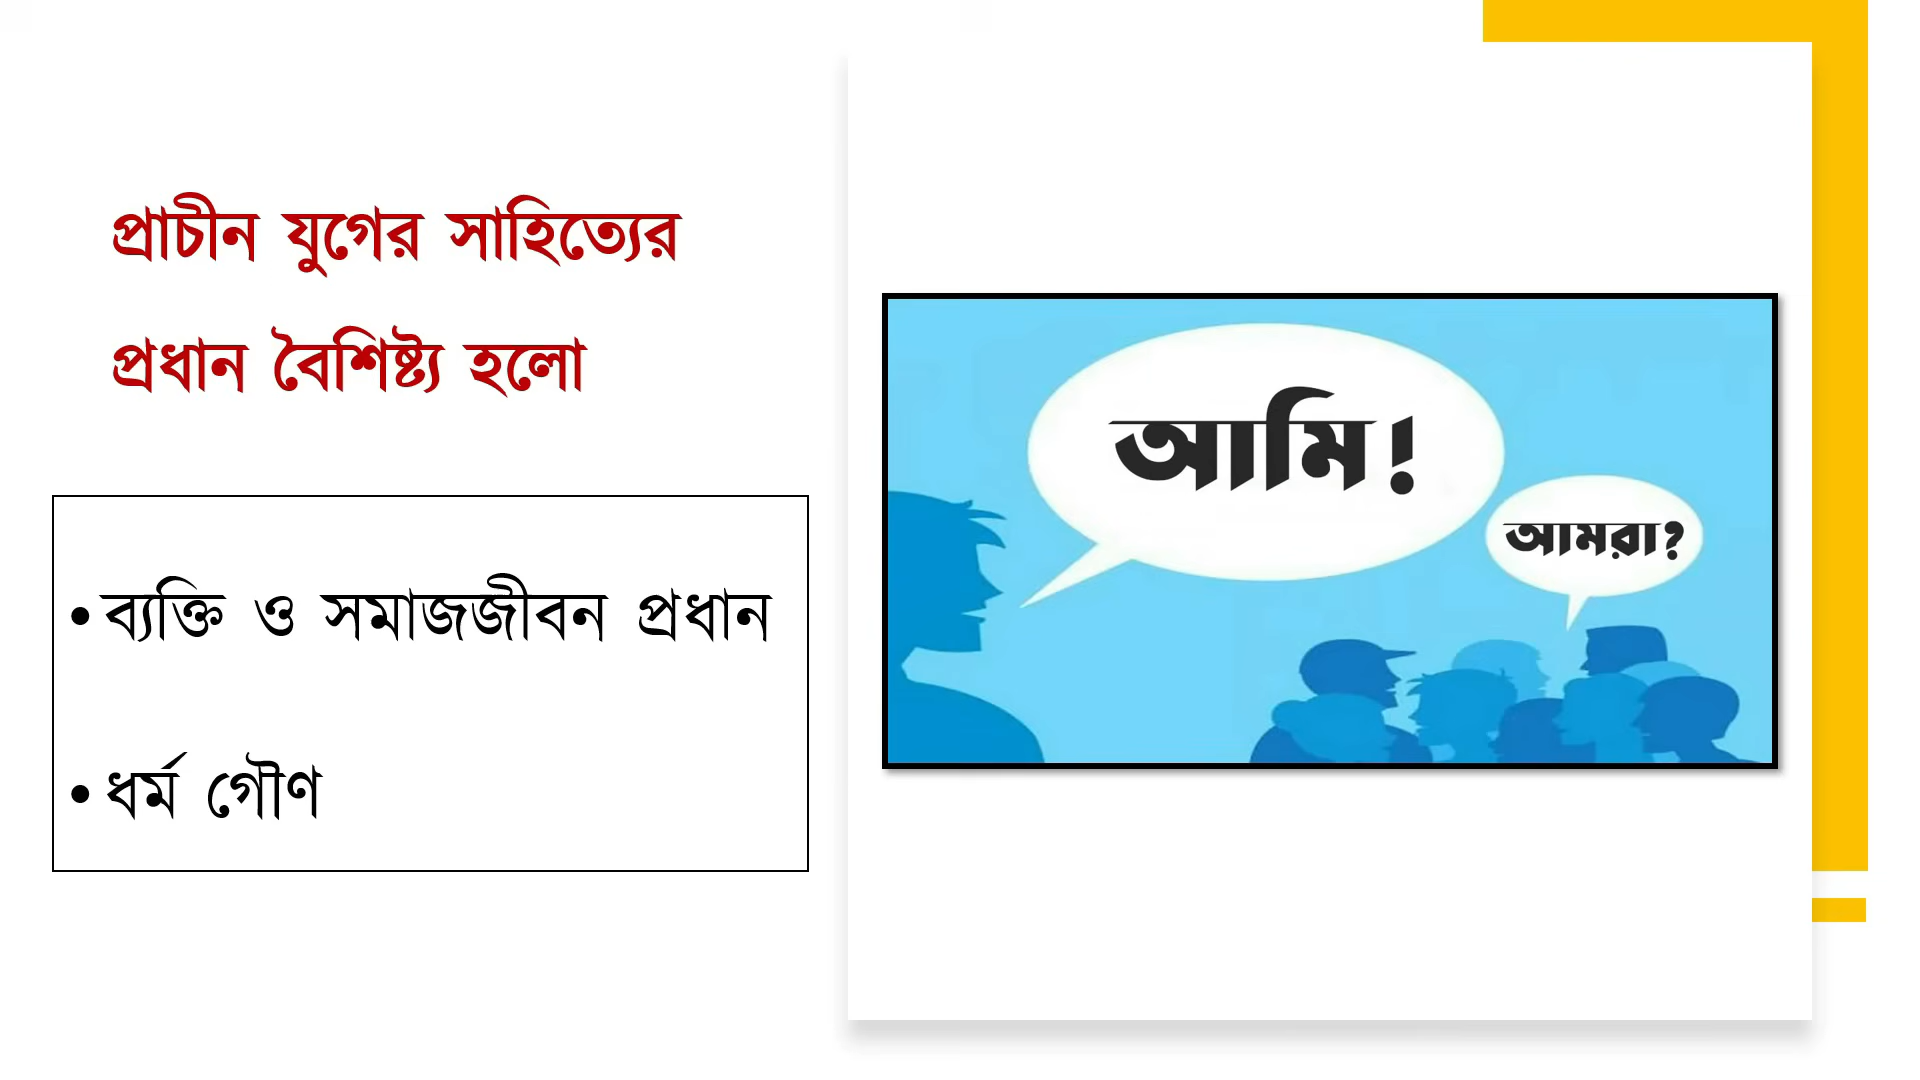 প্রাচীন যুগের সাহিত্যের
প্রধান বৈশিষ্ট্য হলো
• ব্যক্তি ও সমাজজীবন প্রধান
• ধর্ম গৌণ
আমি!
আমরা?